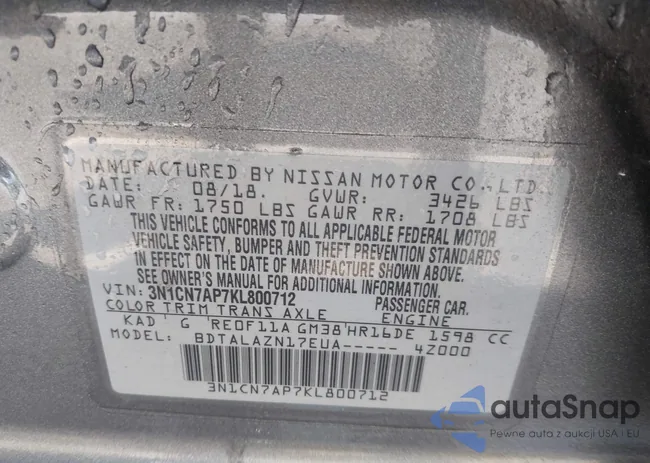 MANUFACTURED BY NISSAN MOTOR CO., LTD.
DATE: 08/18. GVWR: 3426 LBS
GAWR FR: 1750 LBS GAWR RR: 1708 LBS
THIS VEHICLE CONFORMS TO ALL APPLICABLE FEDERAL MOTOR
VEHICLE SAFETY, BUMPER AND THEFT PREVENTION STANDARDS
IN EFFECT ON THE DATE OF MANUFACTURE SHOWN ABOVE.
SEE OWNER'S MANUAL FOR ADDITIONAL INFORMATION.
VIN: 3N1CN7AP7KL800712 PASSENGER CAR.
COLOR TRIM TRANS AXLE ENGINE
KAD G RE0F11A GM38 HR16DE 1598 CC
MODEL: BDTALAZN17EUA----- 4Z000
3N1CN7AP7KL800712
autaSnap
Pewne auta z aukcji USA i EU